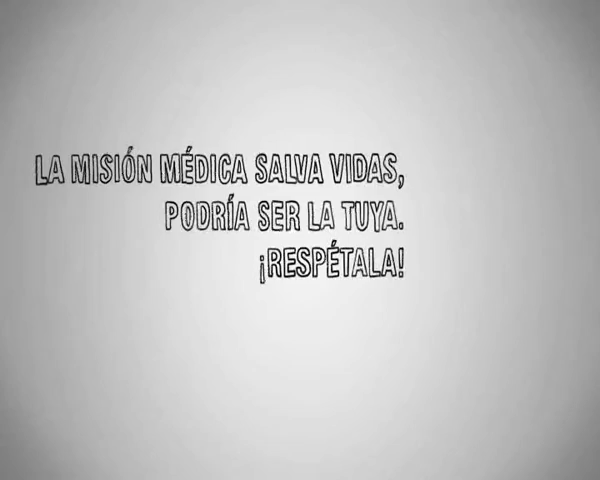 LA MISIÓN MÉDICA SALVA VIDAS,
PODRÍA SER LA TUYA.
¡RESPÉTALA!